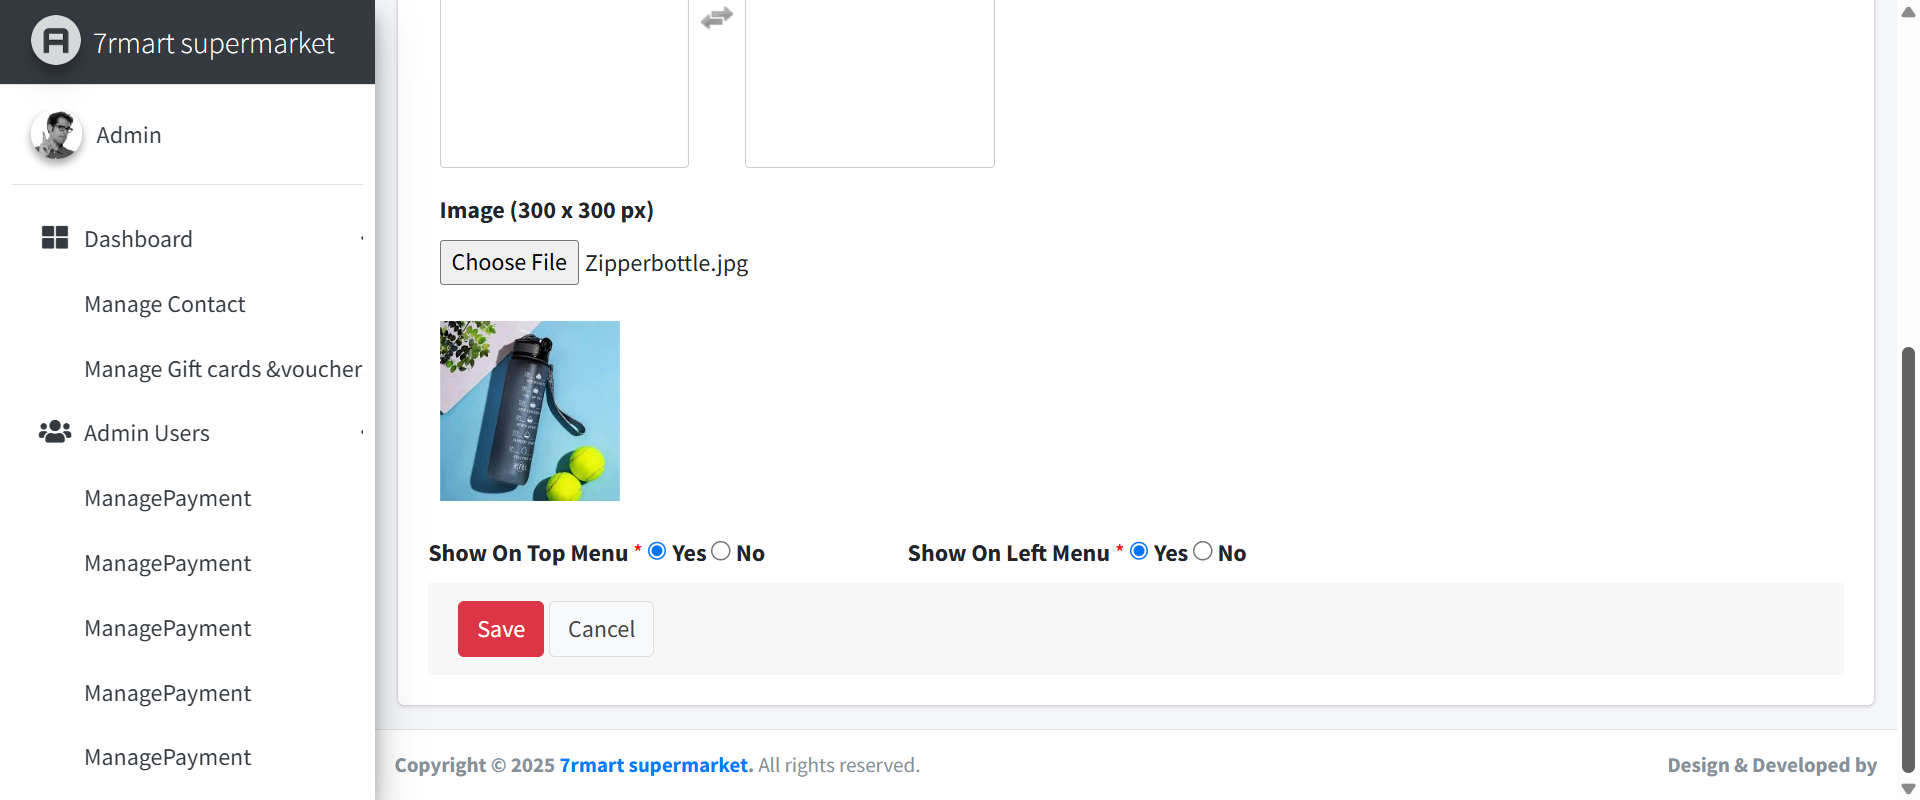 7rmart supermarket
Admin
Dashboard
Manage Contact
Manage Gift cards &voucher
Admin Users
ManagePayment
ManagePayment
ManagePayment
ManagePayment
ManagePayment
Image (300 x 300 px)
Choose File Zipperbottle.jpg
Show On Top Menu * Yes No Show On Left Menu * Yes No
Save Cancel
Copyright © 2025 7rmart supermarket. All rights reserved. Design & Developed by